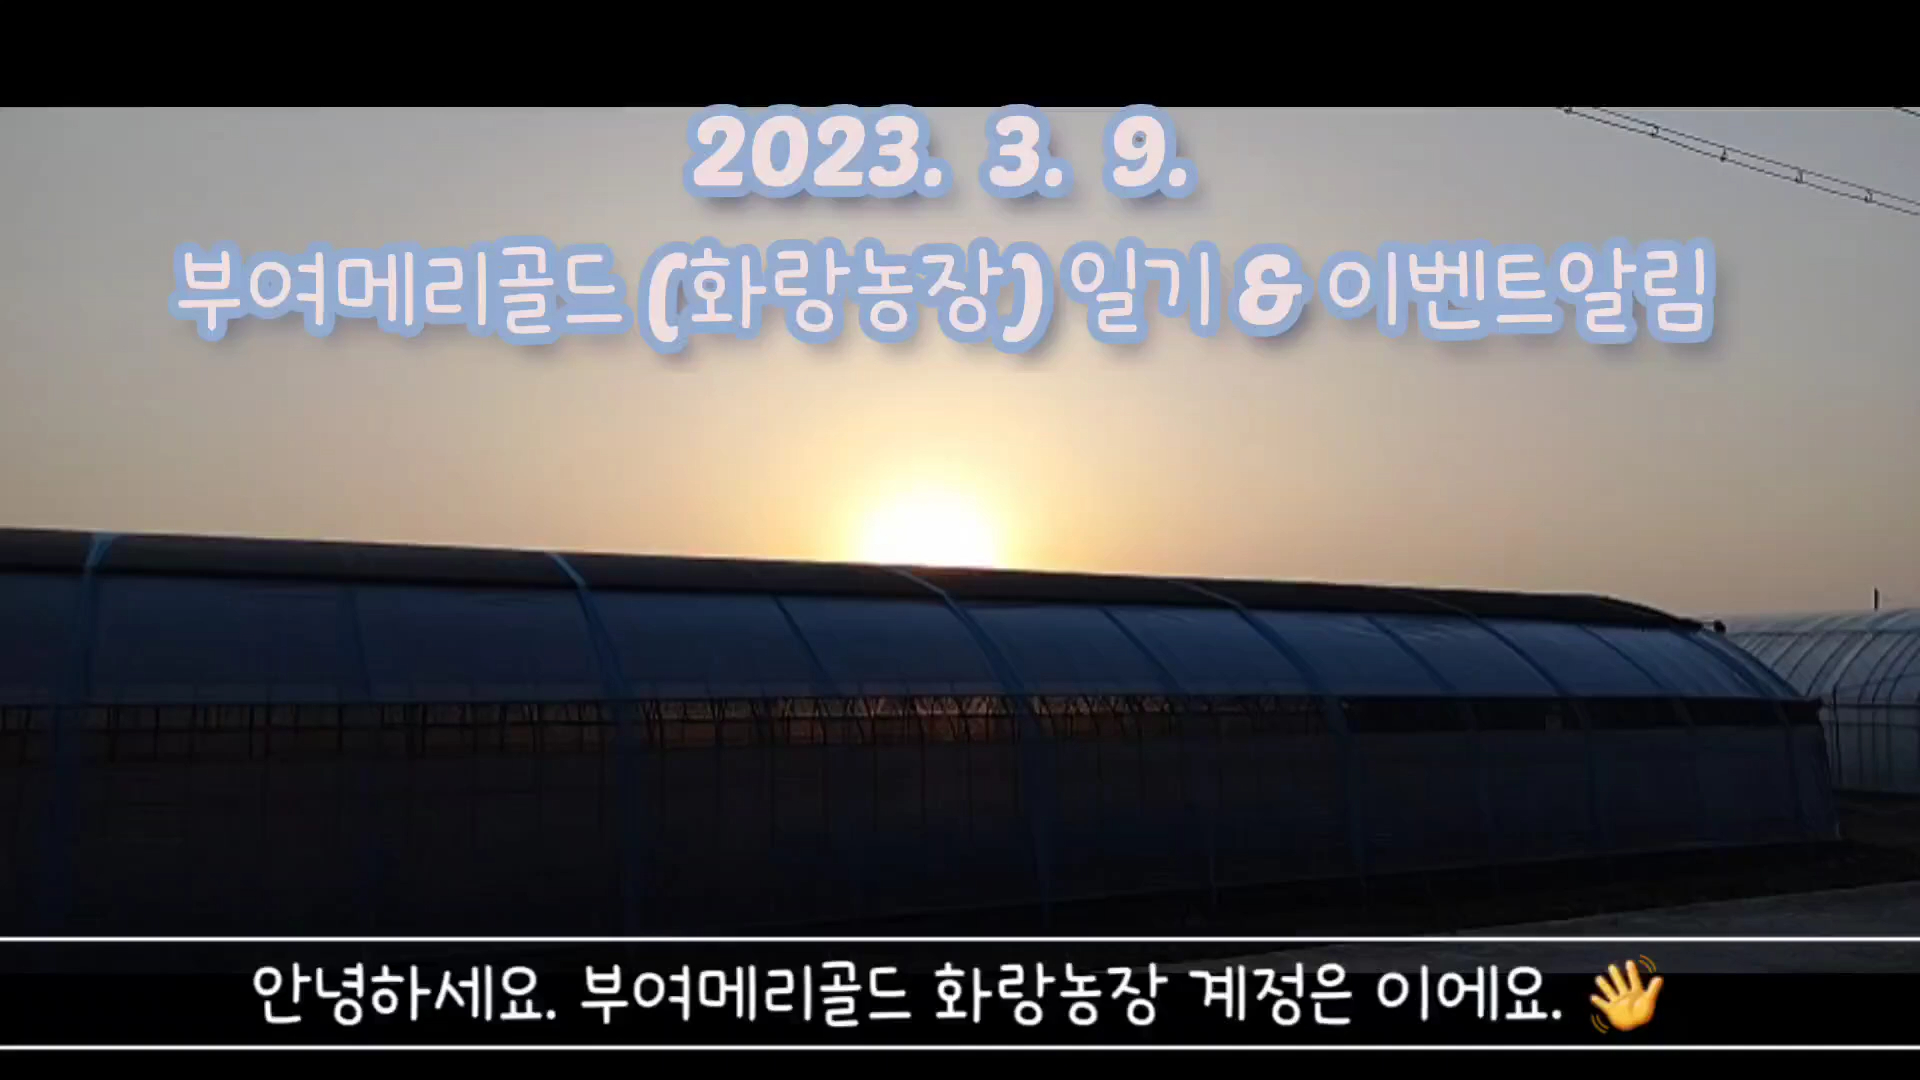 2023. 3. 9.
부여메리골드 (화랑농장) 일기 & 이벤트알림
안녕하세요. 부여메리골드 화랑농장 계정은 이에요. 👋